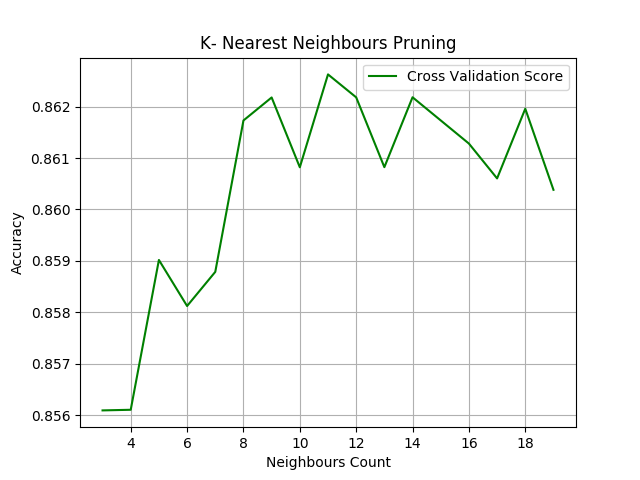 K- Nearest Neighbours Pruning
Cross Validation Score
0.862
0.861
0.860
0.859
0.858
0.857
0.856
Accuracy
4 6 8 10 12 14 16 18
Neighbours Count